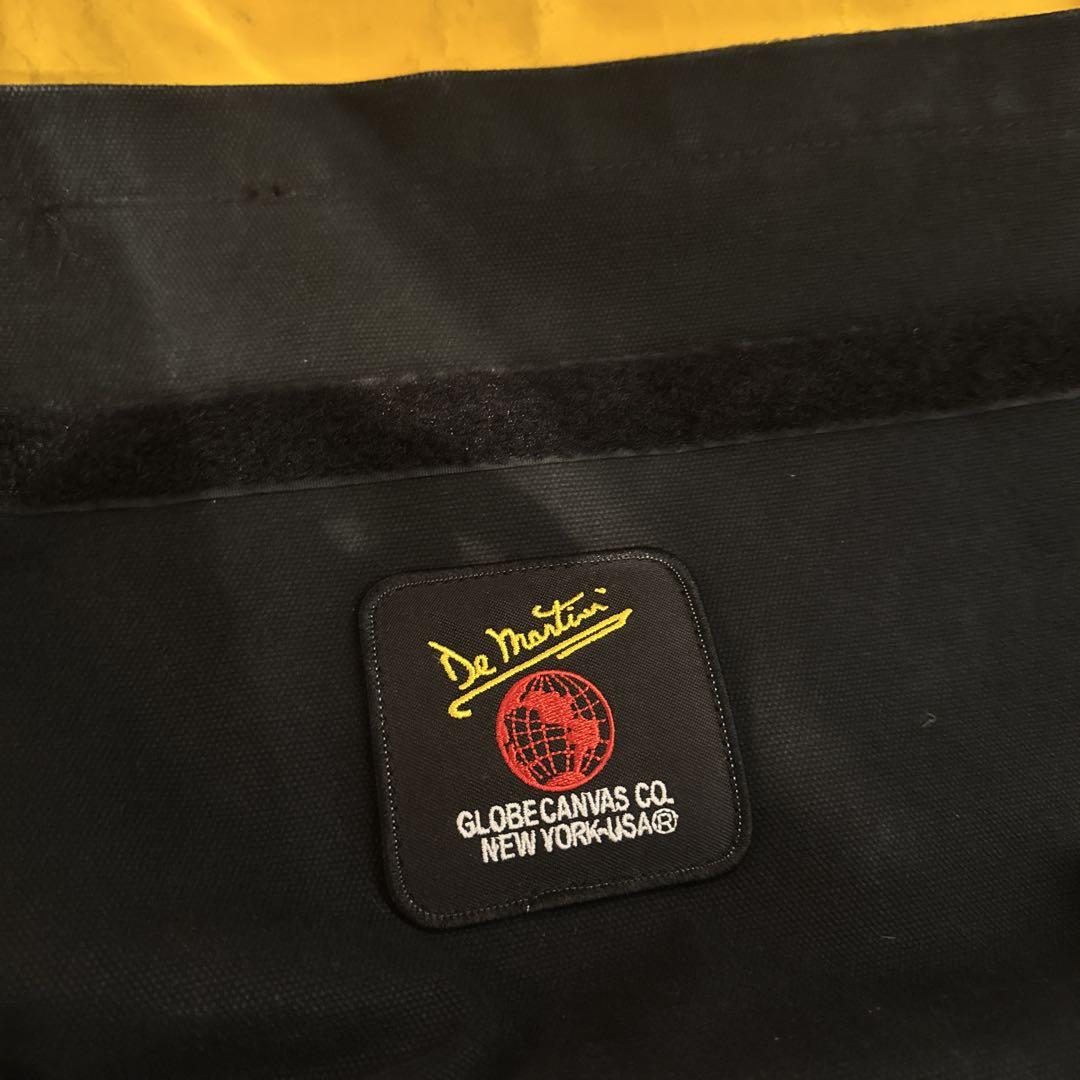 De Martini
GLOBE CANVAS CO.
NEW YORK-USA®